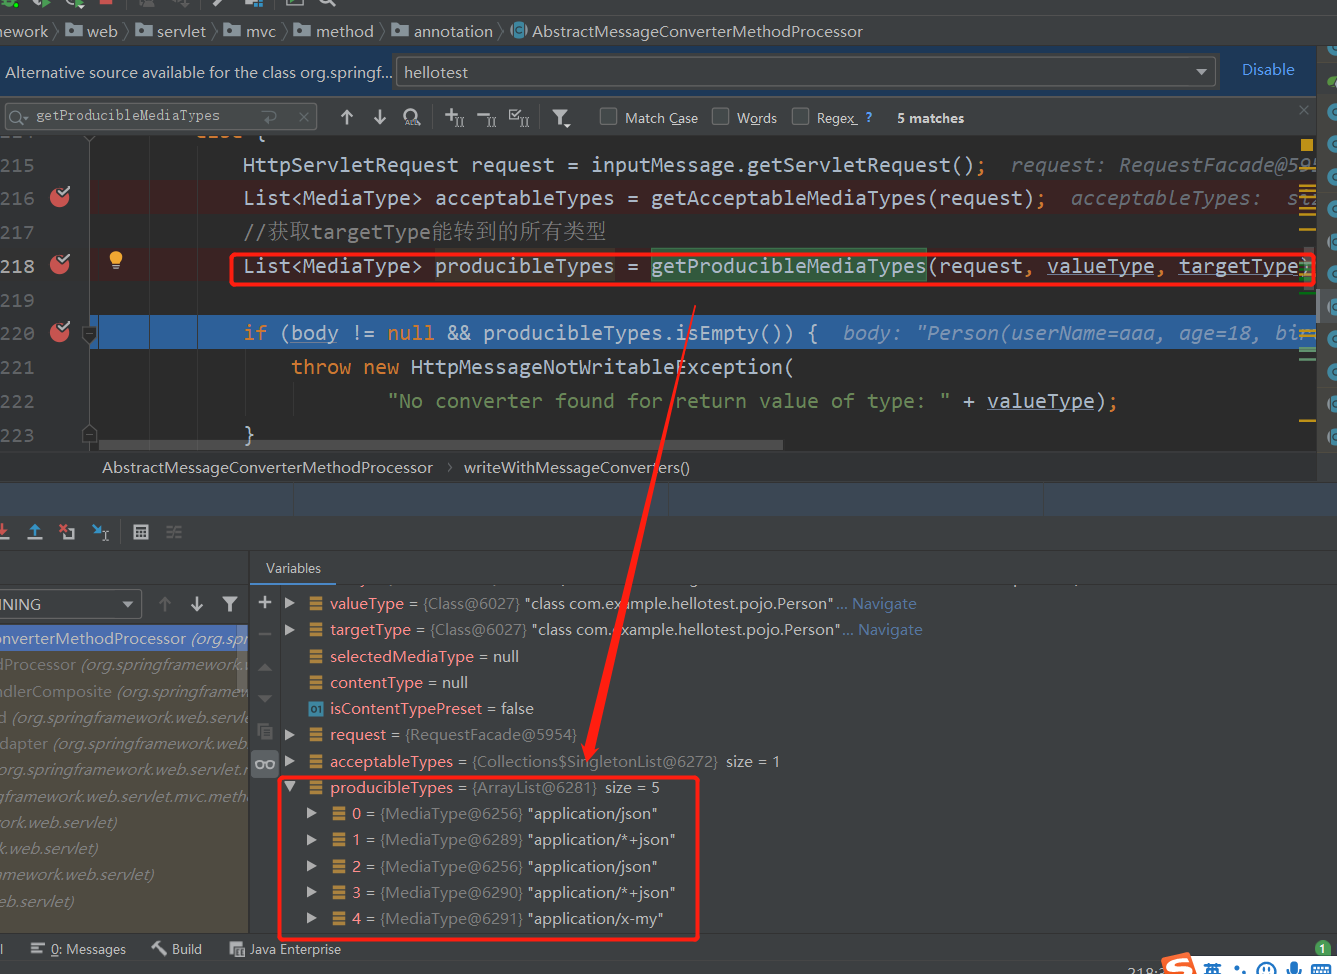 ework › web › servlet › mvc › method › annotation › AbstractMessageConverterMethodProcessor
Alternative source available for the class org.springf... hellotest Disable
getProducibleMediaTypes Match Case Words Regex ? 5 matches
else {
215 HttpServletRequest request = inputMessage.getServletRequest(); request: RequestFacade@595
216 List<MediaType> acceptableTypes = getAcceptableMediaTypes(request); acceptableTypes:
217 //获取targetType能转到的所有类型
218 List<MediaType> producibleTypes = getProducibleMediaTypes(request, valueType, targetType)
219
220 if (body != null && producibleTypes.isEmpty()) { body: "Person(userName=aaa, age=18, bi
221 throw new HttpMessageNotWritableException(
222 "No converter found for return value of type: " + valueType);
223 }
AbstractMessageConverterMethodProcessor › writeWithMessageConverters()
Variables
NING
onverterMethodProcessor (org.spr
dProcessor (org.springframework.
ndlerComposite (org.springframew
d (org.springframework.web.servle
dapter (org.springframework.web.
org.springframework.web.servlet.n
gframework.web.servlet.mvc.metho
ork.web.servlet)
k.web.servlet)
mework.web.servlet)
eb.servlet)
valueType = {Class@6027} "class com.example.hellotest.pojo.Person"... Navigate
targetType = {Class@6027} "class com.example.hellotest.pojo.Person"... Navigate
selectedMediaType = null
contentType = null
01 isContentTypePreset = false
request = {RequestFacade@5954}
acceptableTypes = {Collections$SingletonList@6272} size = 1
producibleTypes = {ArrayList@6281} size = 5
0 = {MediaType@6256} "application/json"
1 = {MediaType@6289} "application/*+json"
2 = {MediaType@6256} "application/json"
3 = {MediaType@6290} "application/*+json"
4 = {MediaType@6291} "application/x-my"
0: Messages Build Java Enterprise 1
218: 英